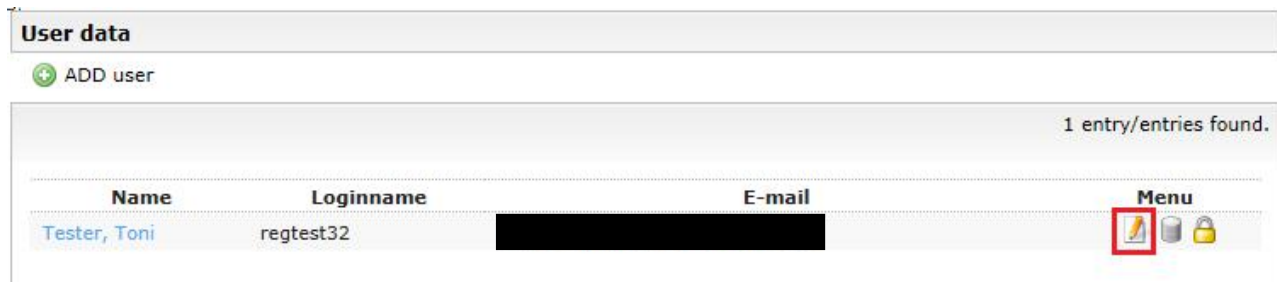 User data
ADD user
1 entry/entries found.
Name Loginname E-mail Menu
Tester, Toni regtest32